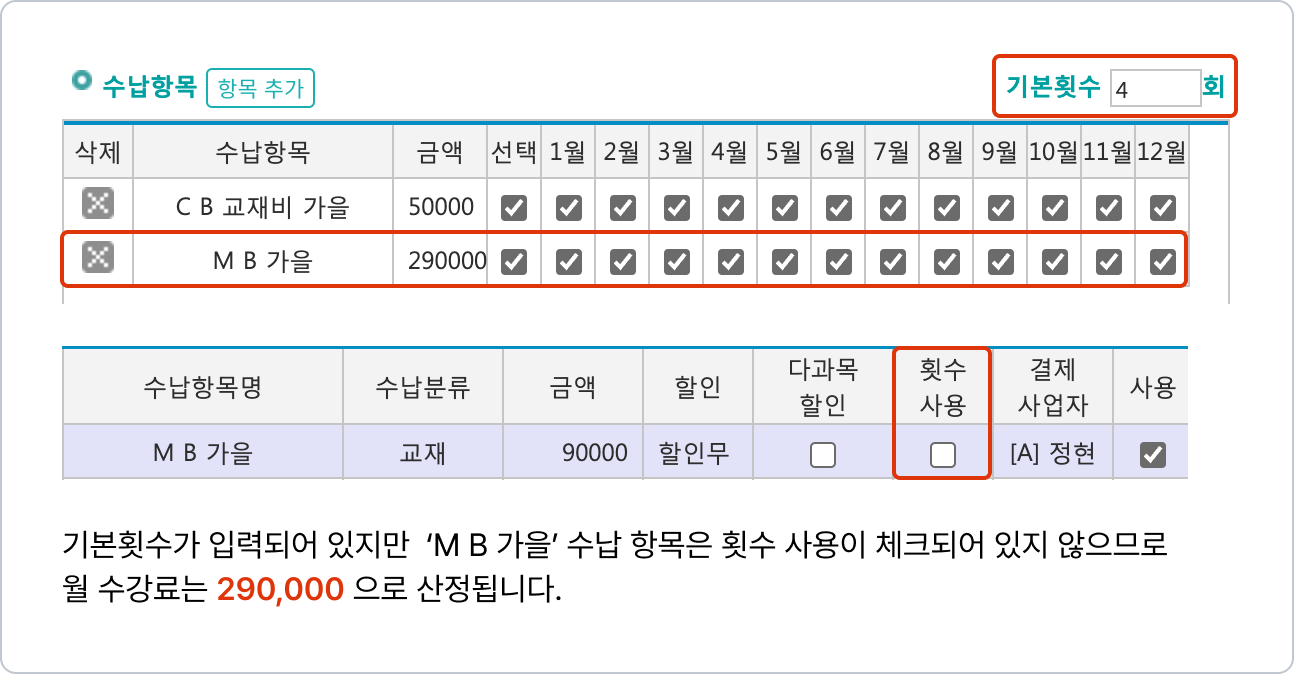 수납항목 항목 추가 기본횟수 4 회
삭제 수납항목 금액 선택 1월 2월 3월 4월 5월 6월 7월 8월 9월 10월 11월 12월
C B 교재비 가을 50000
M B 가을 290000
수납항목명 수납분류 금액 할인 다과목 할인 횟수 사용 결제 사업자 사용
M B 가을 교재 90000 할인무 [A] 정현
기본횟수가 입력되어 있지만 ‘M B 가을’ 수납 항목은 횟수 사용이 체크되어 있지 않으므로
월 수강료는 290,000 으로 산정됩니다.